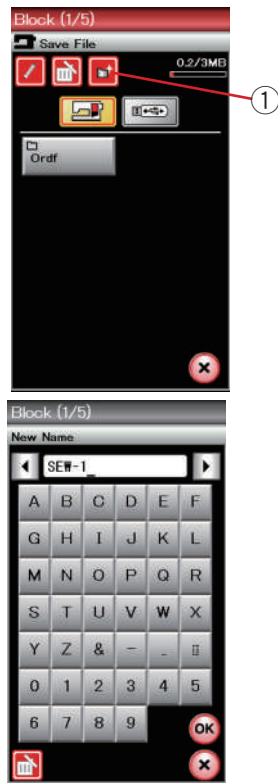 Block (1/5)
Save File
0.2/3MB
①
Ordf
Block (1/5)
New Name
SEW-1_
A B C D E F
G H I J K L
M N O P Q R
S T U V W X
Y Z & - _ ▯
0 1 2 3 4 5
6 7 8 9
OK